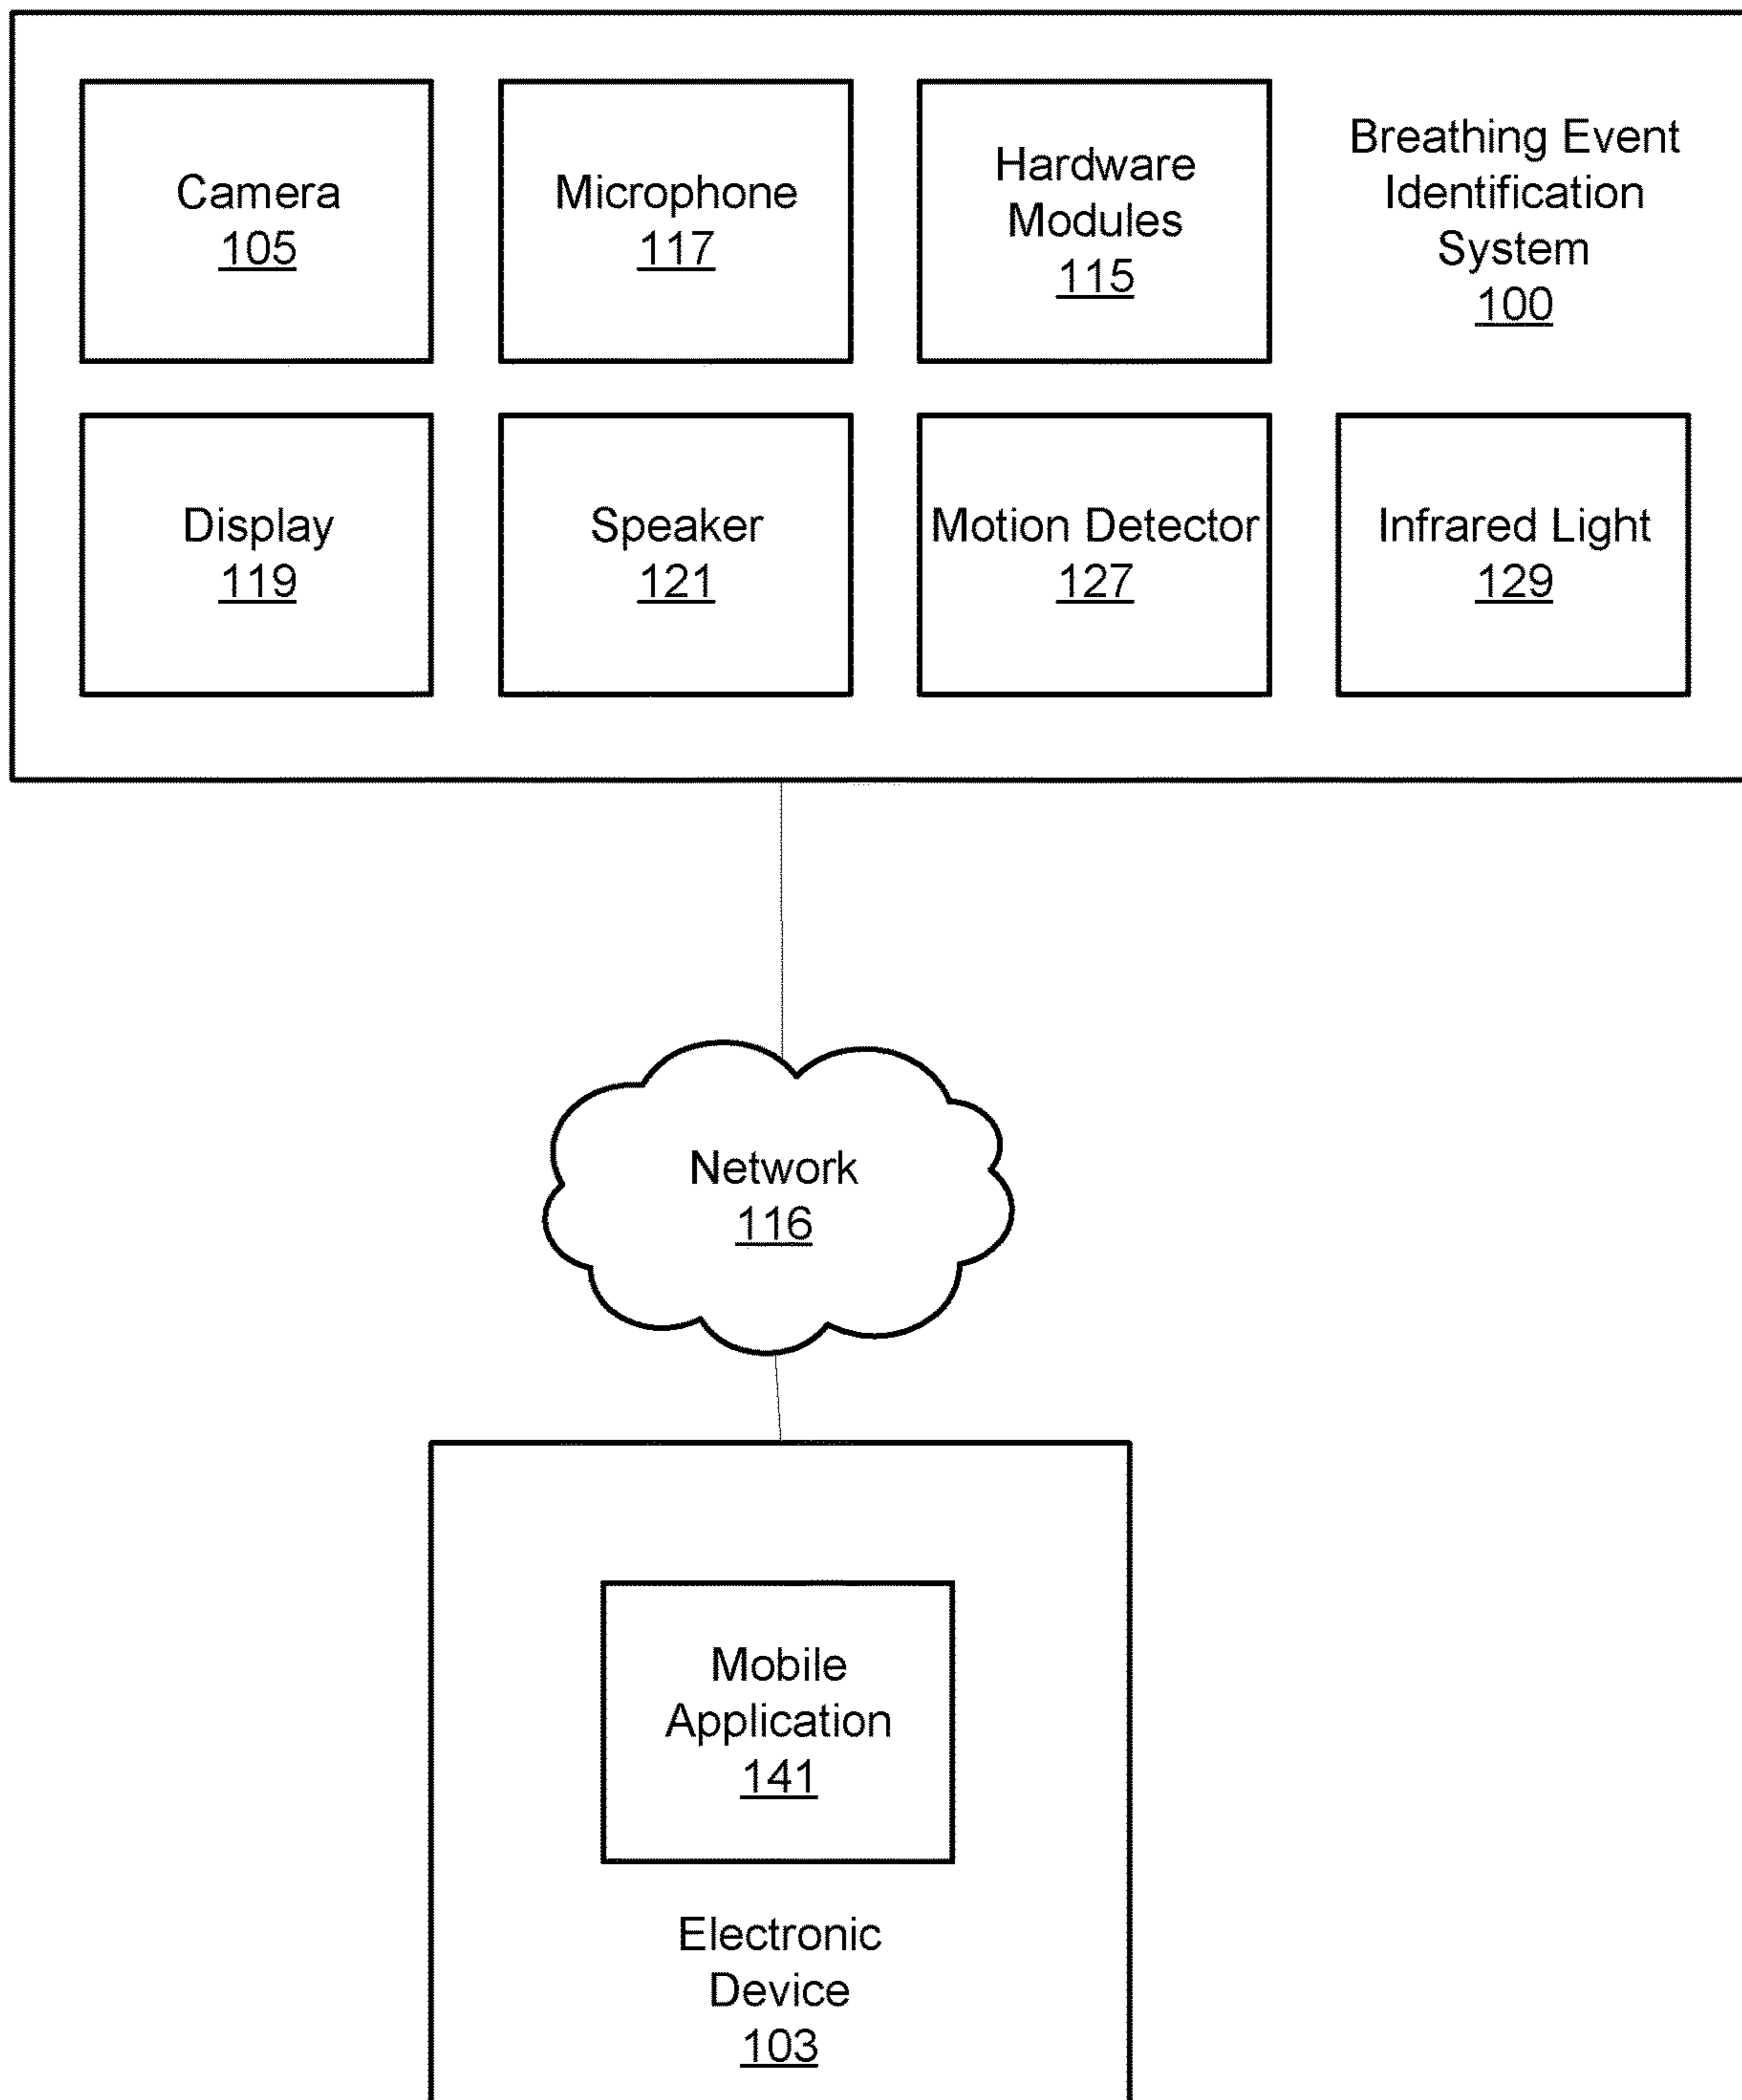 Camera
105
Microphone
117
Hardware
Modules
115
Breathing Event
Identification
System
100
Display
119
Speaker
121
Motion Detector
127
Infrared Light
129
Network
116
Mobile
Application
141
Electronic
Device
103